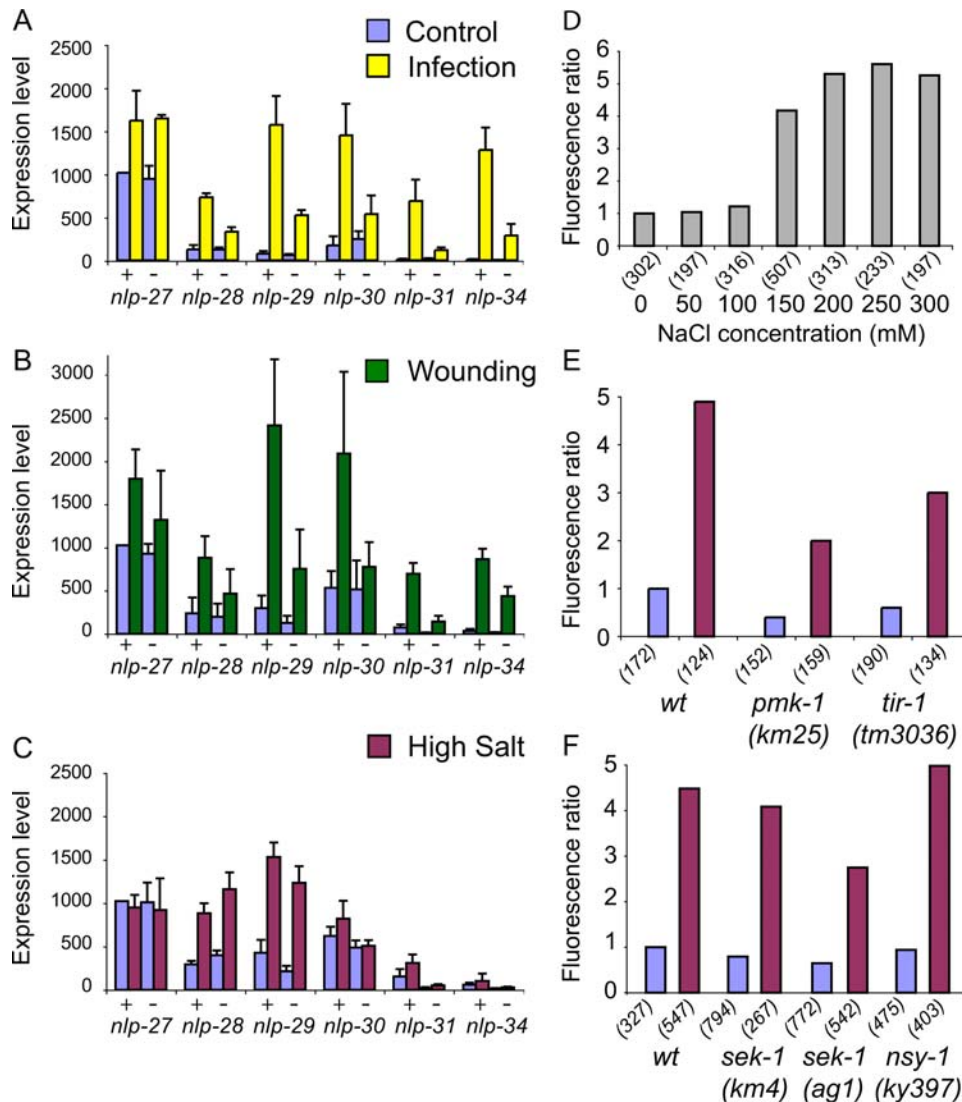 A
Control
Infection
Expression level
2500
2000
1500
1000
500
0
+ - + - + - + - + - + -
nlp-27 nlp-28 nlp-29 nlp-30 nlp-31 nlp-34
B
Wounding
Expression level
3000
2500
2000
1500
1000
500
0
+ - + - + - + - + - + -
nlp-27 nlp-28 nlp-29 nlp-30 nlp-31 nlp-34
C
High Salt
Expression level
2500
2000
1500
1000
500
0
+ - + - + - + - + - + -
nlp-27 nlp-28 nlp-29 nlp-30 nlp-31 nlp-34
D
Fluorescence ratio
6
5
4
3
2
1
0
(302) (197) (316) (507) (313) (233) (197)
0 50 100 150 200 250 300
NaCl concentration (mM)
E
Fluorescence ratio
5
4
3
2
1
0
(172) (124) (152) (159) (190) (134)
wt pmk-1 tir-1
(km25) (tm3036)
F
Fluorescence ratio
5
4
3
2
1
0
(327) (547) (794) (267) (772) (542) (475) (403)
wt sek-1 sek-1 nsy-1
(km4) (ag1) (ky397)